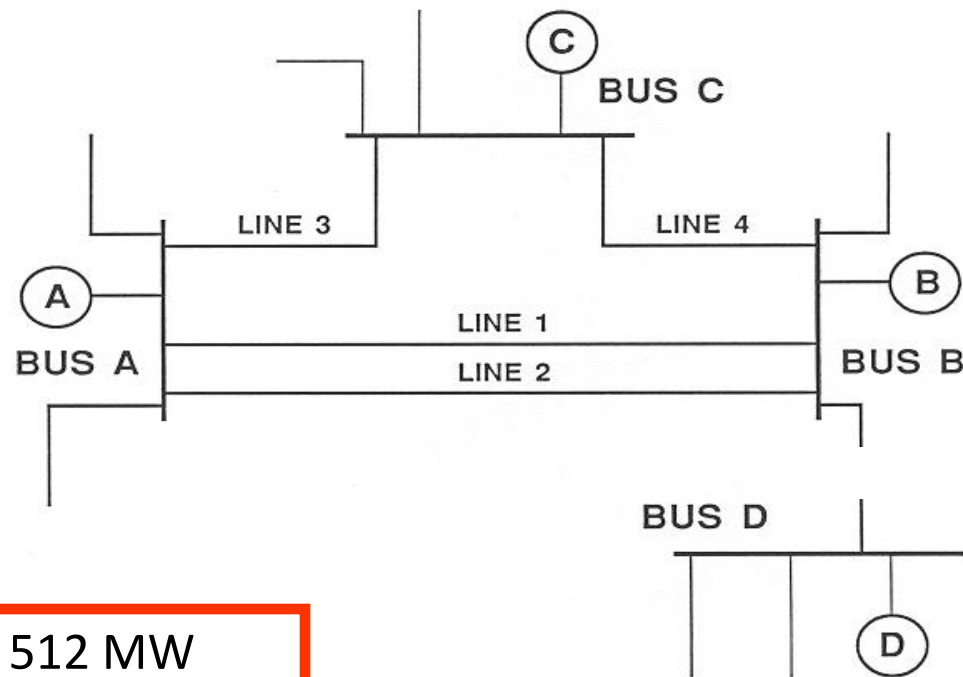 C
BUS C
LINE 3
LINE 4
A
B
LINE 1
BUS A
BUS B
LINE 2
BUS D
512 MW
D